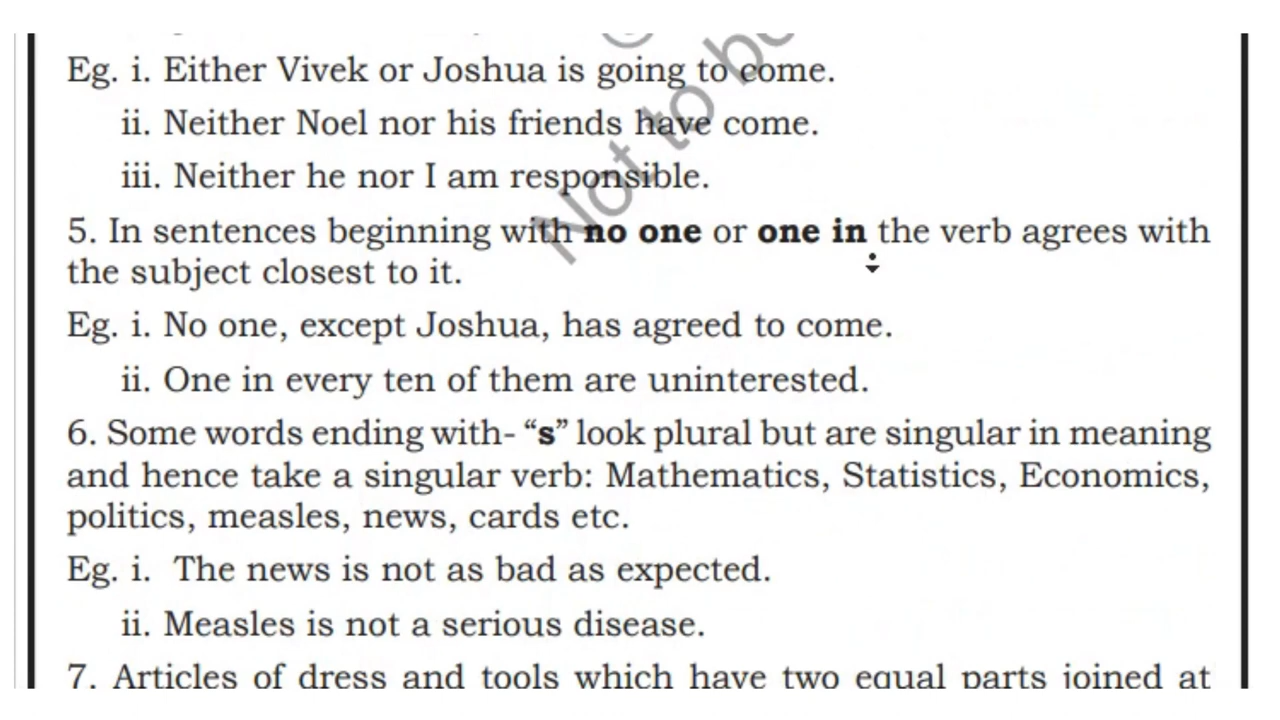 Eg. i. Either Vivek or Joshua is going to come.
ii. Neither Noel nor his friends have come.
iii. Neither he nor I am responsible.
5. In sentences beginning with no one or one in the verb agrees with
the subject closest to it.
Eg. i. No one, except Joshua, has agreed to come.
ii. One in every ten of them are uninterested.
6. Some words ending with- “s” look plural but are singular in meaning
and hence take a singular verb: Mathematics, Statistics, Economics,
politics, measles, news, cards etc.
Eg. i. The news is not as bad as expected.
ii. Measles is not a serious disease.
7. Articles of dress and tools which have two equal parts joined at
Not to be